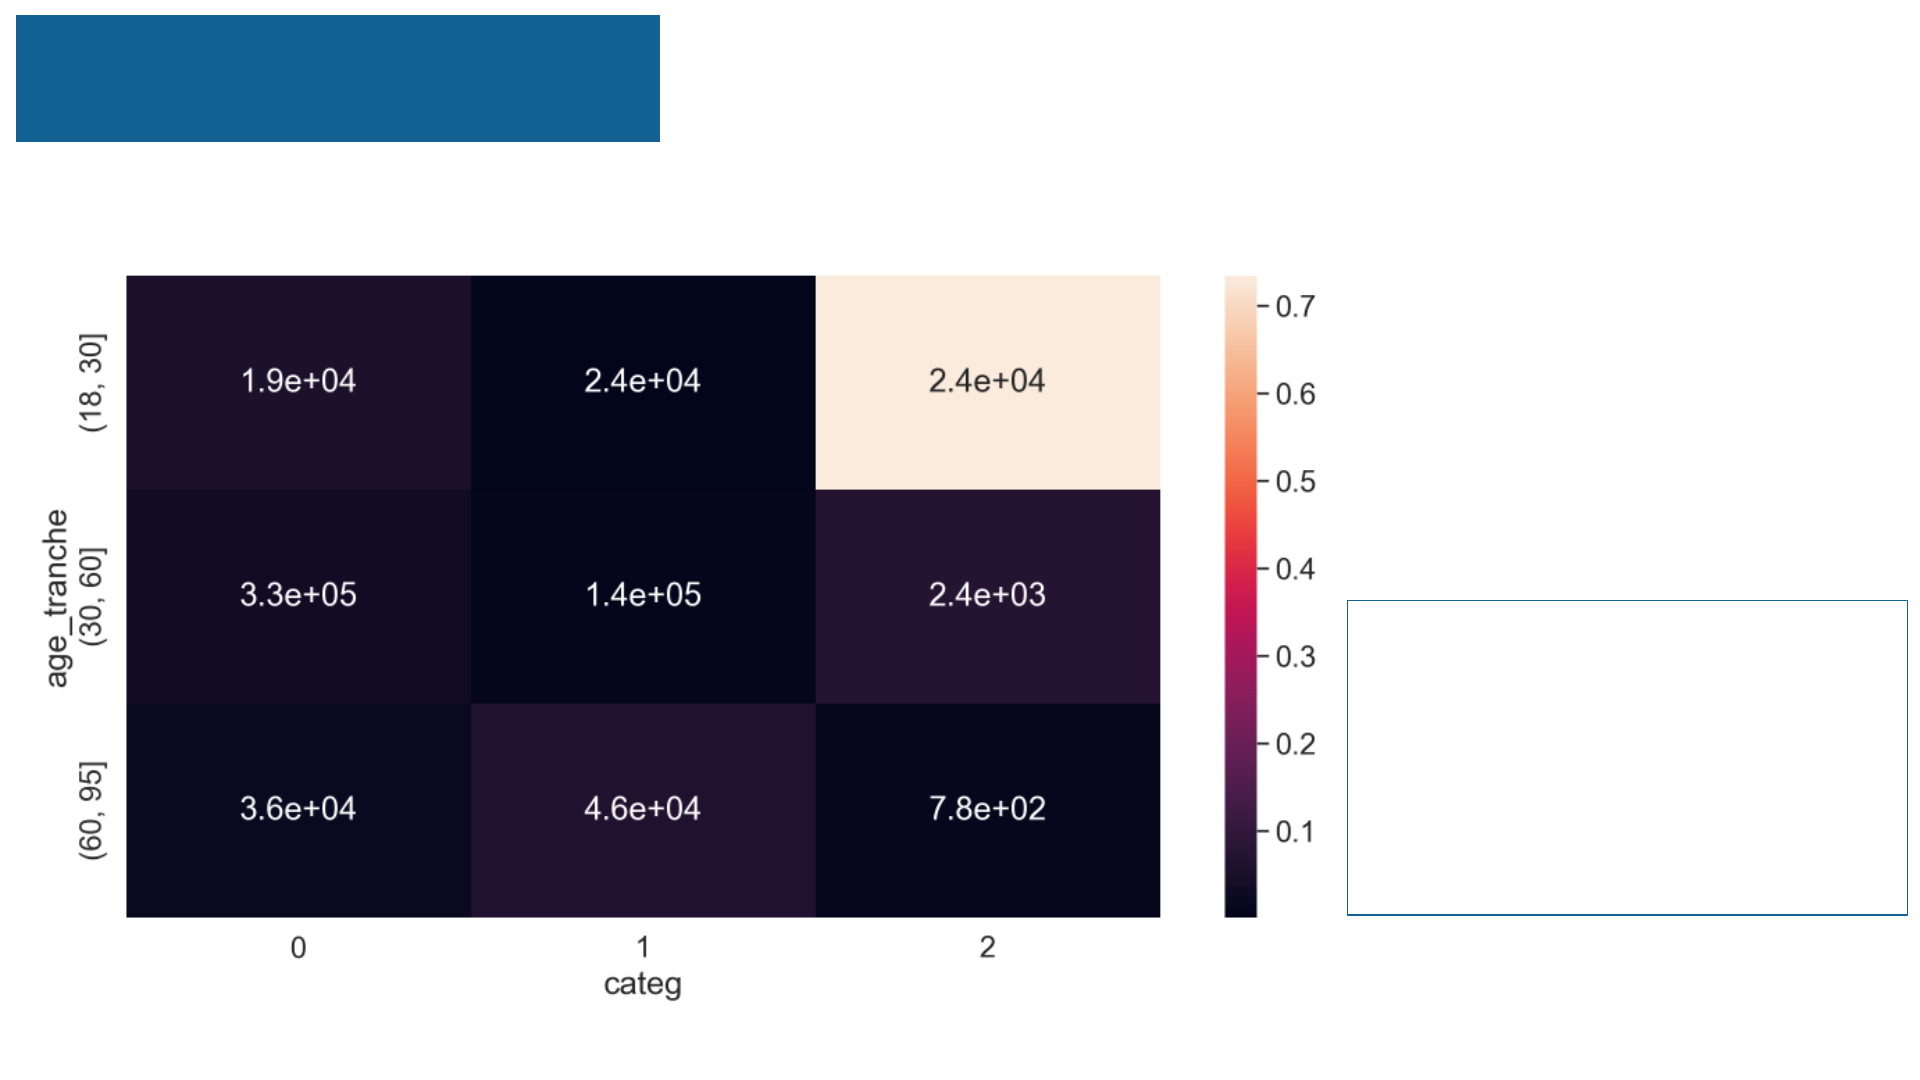 (18, 30]
1.9e+04
2.4e+04
2.4e+04
age_tranche
(30, 60]
3.3e+05
1.4e+05
2.4e+03
(60, 95]
3.6e+04
4.6e+04
7.8e+02
0
1
2
categ
0.7
0.6
0.5
0.4
0.3
0.2
0.1